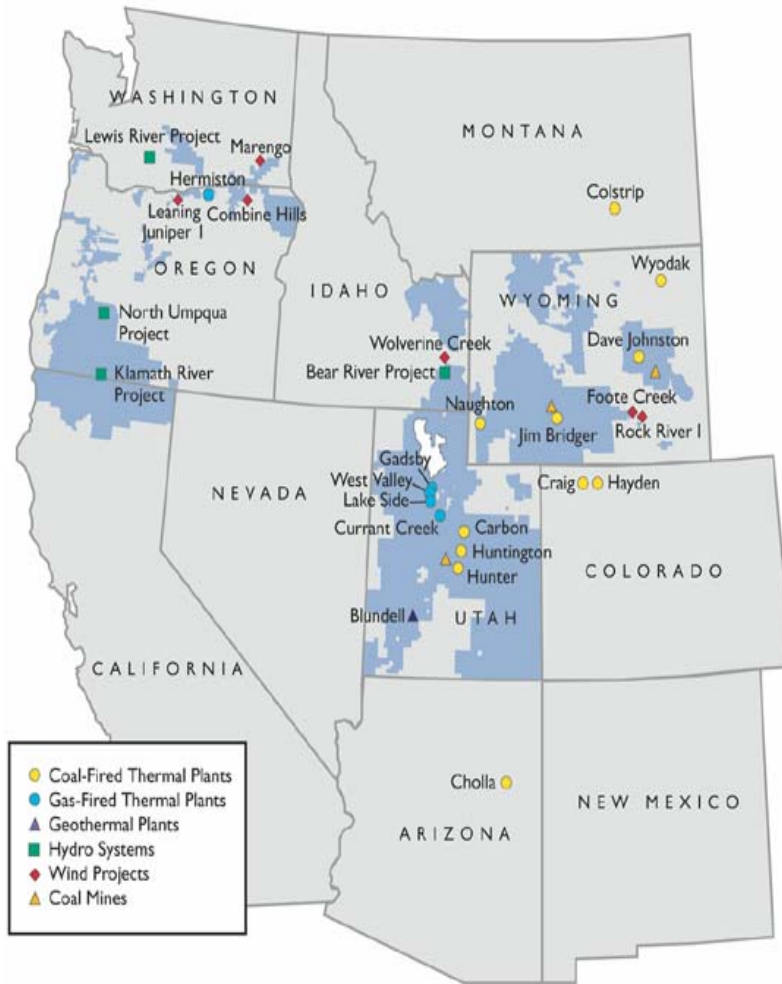 WASHINGTON
Lewis River Project
Marengo
Hermiston
Leaning
Juniper I
Combine Hills
OREGON
North Umpqua
Project
Klamath River
Project
MONTANA
Colstrip
IDAHO
WYOMING
Wyodak
Dave Johnston
Wolverine Creek
Bear River Project
Naughton
Jim Bridger
Foote Creek
Rock River I
NEVADA
Gadsby
West Valley
Lake Side
Currant Creek
Carbon
Huntington
Hunter
Blundell
UTAH
Craig
Hayden
COLORADO
CALIFORNIA
Cholla
ARIZONA
NEW MEXICO
Coal-Fired Thermal Plants
Gas-Fired Thermal Plants
Geothermal Plants
Hydro Systems
Wind Projects
Coal Mines